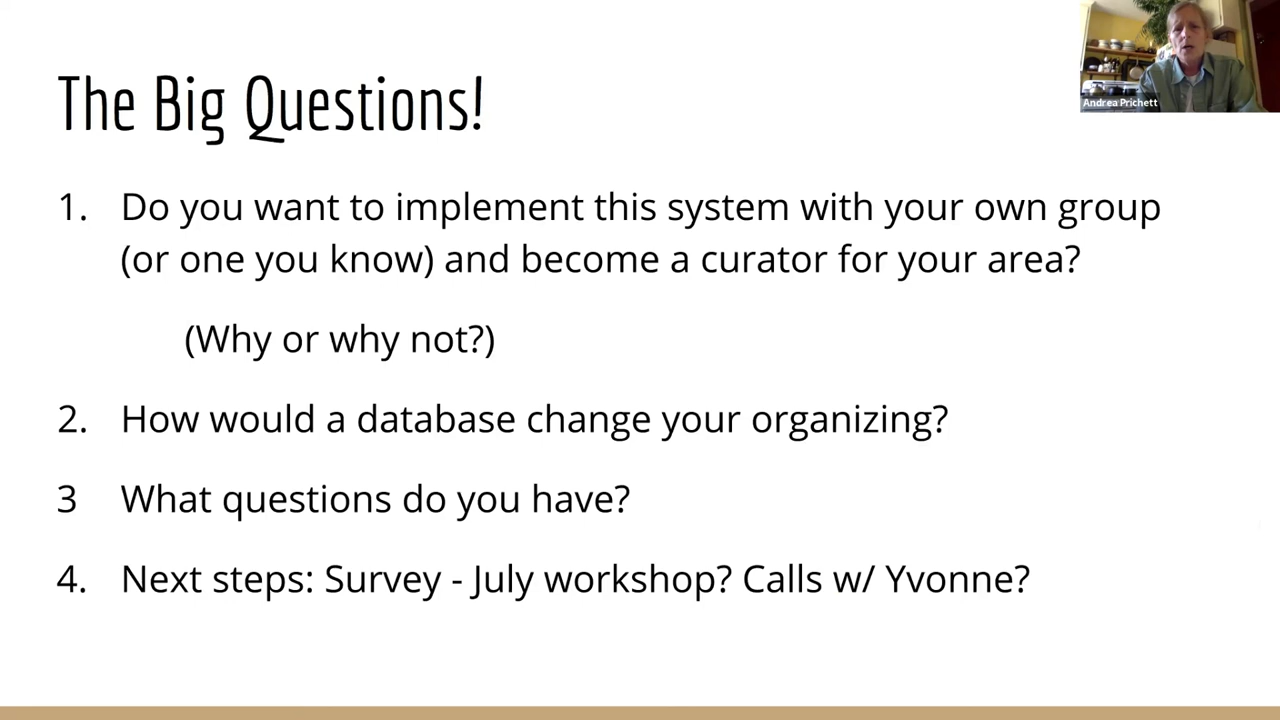 The Big Questions!
Andrea Prichett
1. Do you want to implement this system with your own group
(or one you know) and become a curator for your area?
(Why or why not?)
2. How would a database change your organizing?
3 What questions do you have?
4. Next steps: Survey - July workshop? Calls w/ Yvonne?